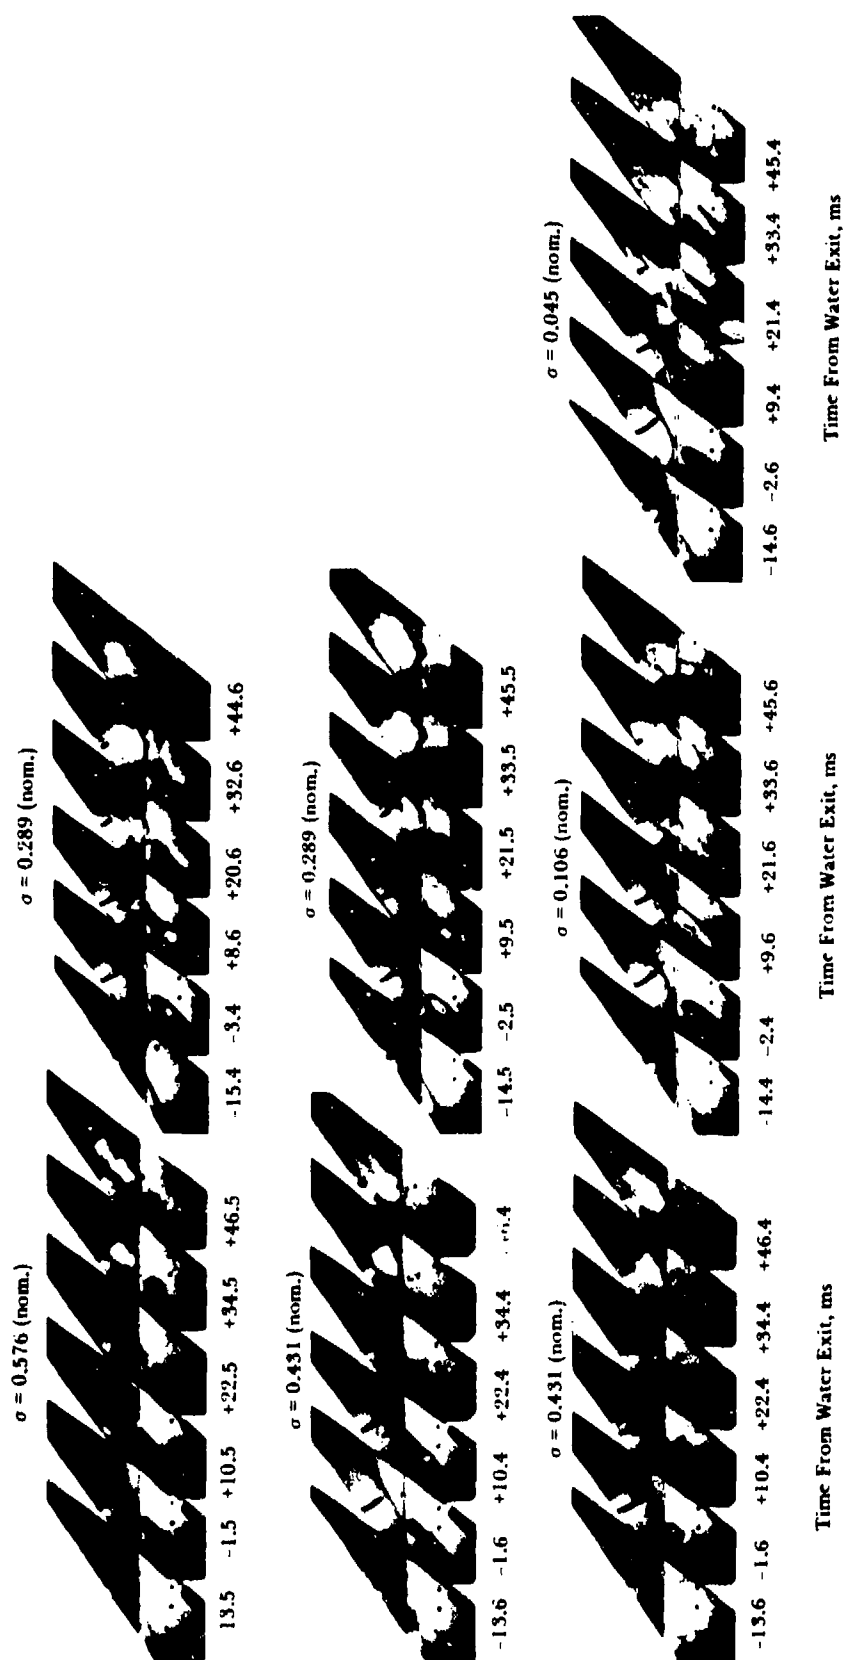 σ = 0.576 (nom.)
13.5 -1.5 +10.5 +22.5 +34.5 +46.5
σ = 0.289 (nom.)
-15.4 -3.4 +8.6 +20.6 +32.6 +44.6
σ = 0.431 (nom.)
-13.6 -1.6 +10.4 +22.4 +34.4
σ = 0.289 (nom.)
-14.5 -2.5 +9.5 +21.5 +33.5 +45.5
σ = 0.431 (nom.)
-13.6 -1.6 +10.4 +22.4 +34.4 +46.4
Time From Water Exit, ms
σ = 0.106 (nom.)
-14.4 -2.4 +9.6 +21.6 +33.6 +45.6
Time From Water Exit, ms
σ = 0.045 (nom.)
-14.6 -2.6 +9.4 +21.4 +33.4 +45.4
Time From Water Exit, ms